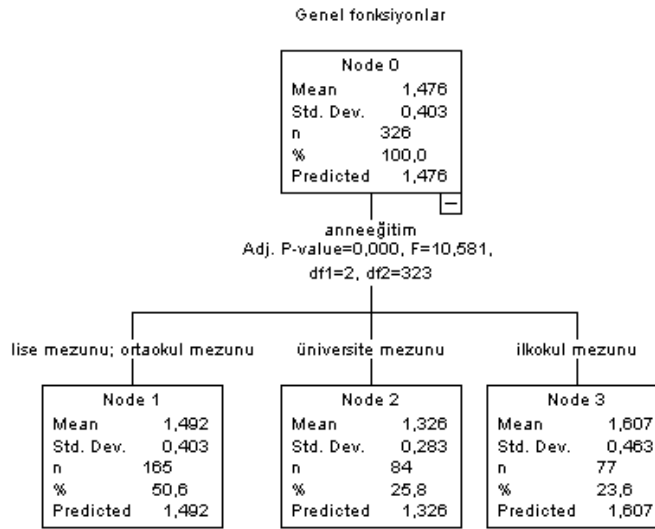 Genel fonksiyonlar
Node 0
Mean 1,476
Std. Dev. 0,403
n 326
% 100,0
Predicted 1,476
anneeğitim
Adj. P-value=0,000, F=10,581,
df1=2, df2=323
lise mezunu; ortaokul mezunu
üniversite mezunu
ilkokul mezunu
Node 1
Mean 1,492
Std. Dev. 0,403
n 165
% 50,6
Predicted 1,492
Node 2
Mean 1,326
Std. Dev. 0,283
n 84
% 25,8
Predicted 1,326
Node 3
Mean 1,607
Std. Dev. 0,463
n 77
% 23,6
Predicted 1,607